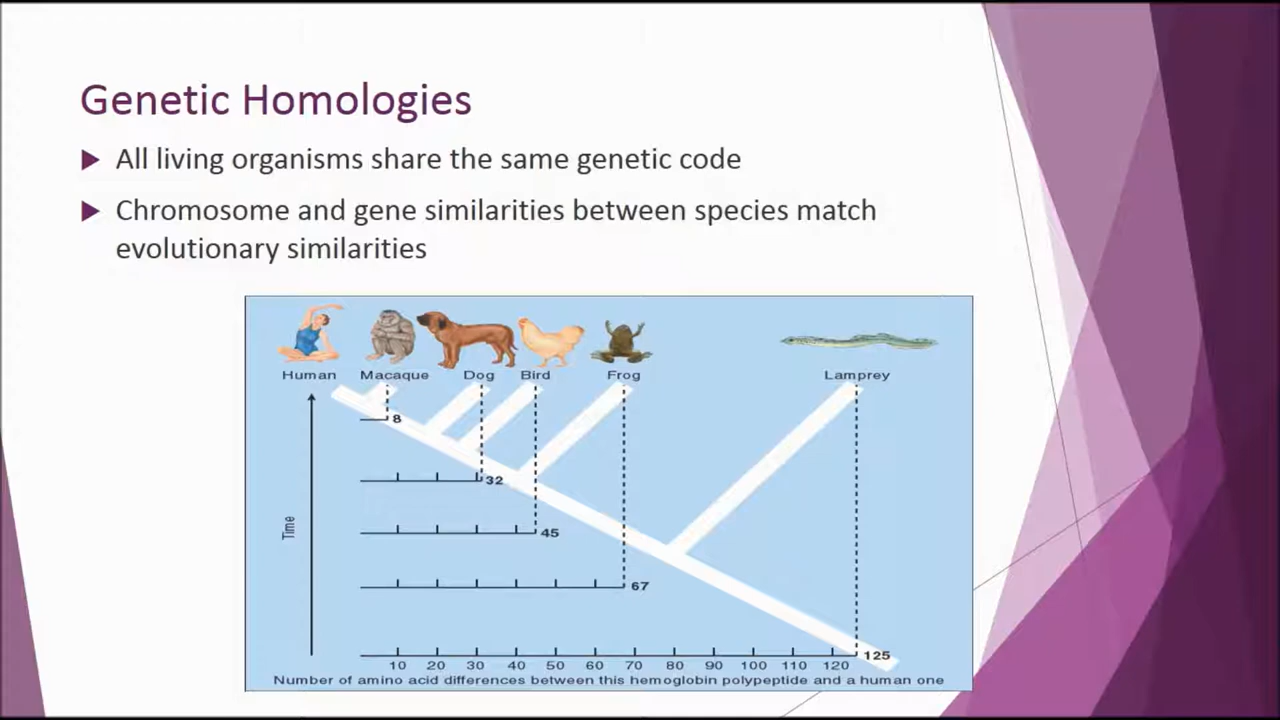 Genetic Homologies
All living organisms share the same genetic code
Chromosome and gene similarities between species match
evolutionary similarities
Human Macaque Dog Bird Frog Lamprey
8
32
45
67
125
Time
10 20 30 40 50 60 70 80 90 100 110 120
Number of amino acid differences between this hemoglobin polypeptide and a human one